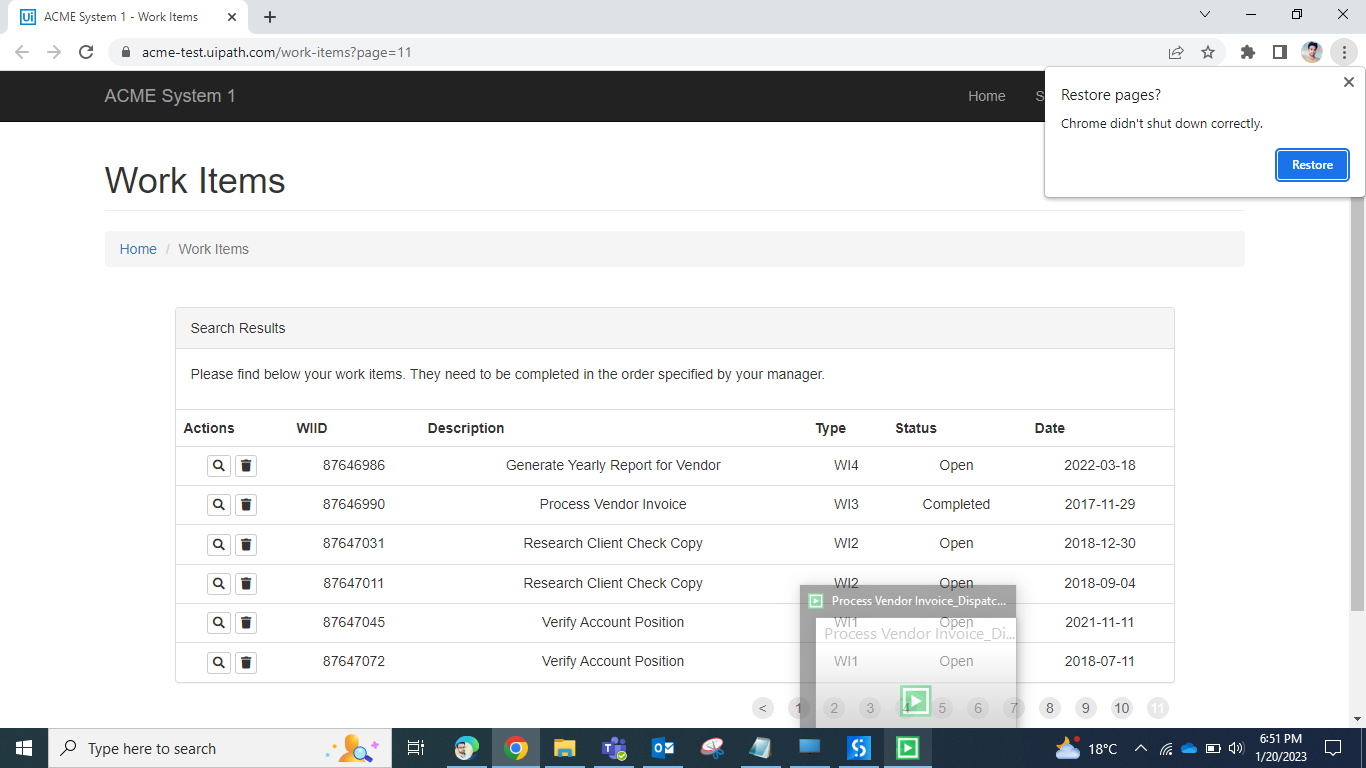 ACME System 1 - Work Items
acme-test.uipath.com/work-items?page=11
ACME System 1
Home
S
Restore pages?
Chrome didn't shut down correctly.
Restore
Work Items
Home / Work Items
Search Results
Please find below your work items. They need to be completed in the order specified by your manager.
Actions WIID Description Type Status Date
87646986 Generate Yearly Report for Vendor WI4 Open 2022-03-18
87646990 Process Vendor Invoice WI3 Completed 2017-11-29
87647031 Research Client Check Copy WI2 Open 2018-12-30
87647011 Research Client Check Copy WI2 Open 2018-09-04
87647045 Verify Account Position WI1 Open 2021-11-11
87647072 Verify Account Position WI1 Open 2018-07-11
Process Vendor Invoice_Dispatc...
Process Vendor Invoice_Di...
< 1 2 3 4 5 6 7 8 9 10 11
Type here to search
18°C
6:51 PM
1/20/2023